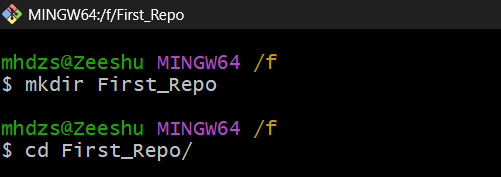 MINGW64:/f/First_Repo
mhdzs@Zeeshu MINGW64 /f
$ mkdir First_Repo
mhdzs@Zeeshu MINGW64 /f
$ cd First_Repo/